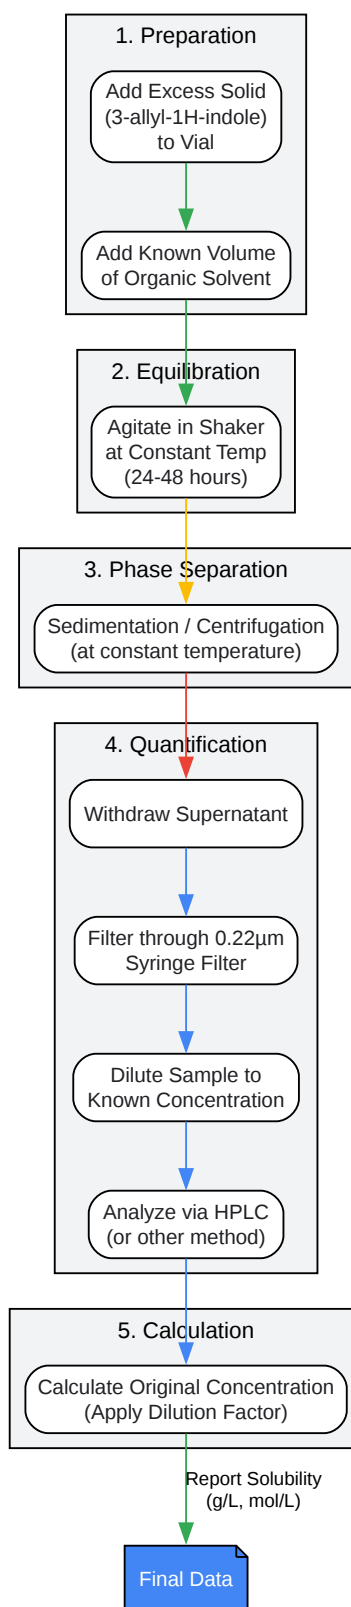 1. Preparation
Add Excess Solid
(3-allyl-1H-indole)
to Vial
Add Known Volume
of Organic Solvent
2. Equilibration
Agitate in Shaker
at Constant Temp
(24-48 hours)
3. Phase Separation
Sedimentation / Centrifugation
(at constant temperature)
4. Quantification
Withdraw Supernatant
Filter through 0.22µm
Syringe Filter
Dilute Sample to
Known Concentration
Analyze via HPLC
(or other method)
5. Calculation
Calculate Original Concentration
(Apply Dilution Factor)
Report Solubility
(g/L, mol/L)
Final Data